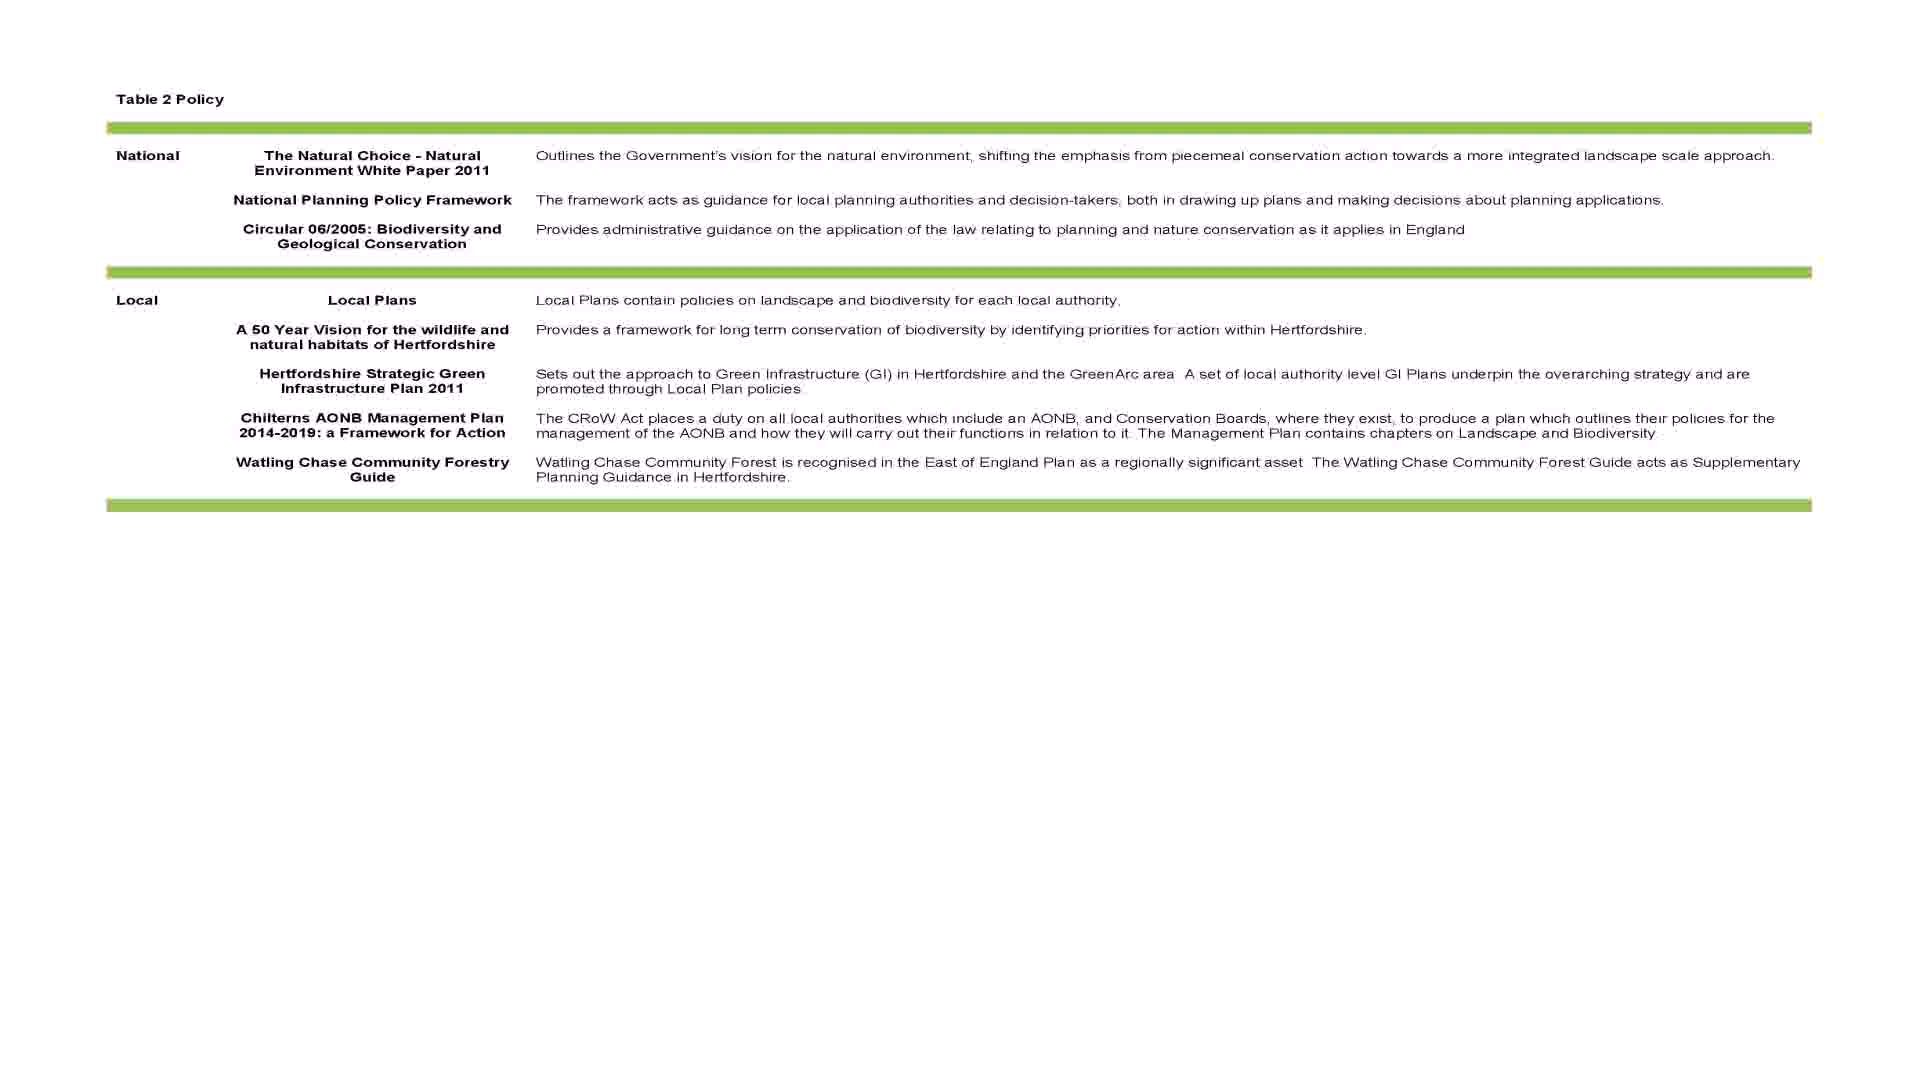 Table 2 Policy
National
The Natural Choice - Natural
Environment White Paper 2011
Outlines the Government's vision for the natural environment, shifting the emphasis from piecemeal conservation action towards a more integrated landscape scale approach.
National Planning Policy Framework
The framework acts as guidance for local planning authorities and decision-takers, both in drawing up plans and making decisions about planning applications.
Circular 06/2005: Biodiversity and
Geological Conservation
Provides administrative guidance on the application of the law relating to planning and nature conservation as it applies in England
Local
Local Plans
Local Plans contain policies on landscape and biodiversity for each local authority.
A 50 Year Vision for the wildlife and
natural habitats of Hertfordshire
Provides a framework for long term conservation of biodiversity by identifying priorities for action within Hertfordshire.
Hertfordshire Strategic Green
Infrastructure Plan 2011
Sets out the approach to Green Infrastructure (GI) in Hertfordshire and the GreenArc area A set of local authority level GI Plans underpin the overarching strategy and are
promoted through Local Plan policies
Chilterns AONB Management Plan
2014-2019: a Framework for Action
The CRoW Act places a duty on all local authorities which include an AONB, and Conservation Boards, where they exist, to produce a plan which outlines their policies for the
management of the AONB and how they will carry out their functions in relation to it. The Management Plan contains chapters on Landscape and Biodiversity
Watling Chase Community Forestry
Guide
Watling Chase Community Forest is recognised in the East of England Plan as a regionally significant asset The Watling Chase Community Forest Guide acts as Supplementary
Planning Guidance in Hertfordshire.